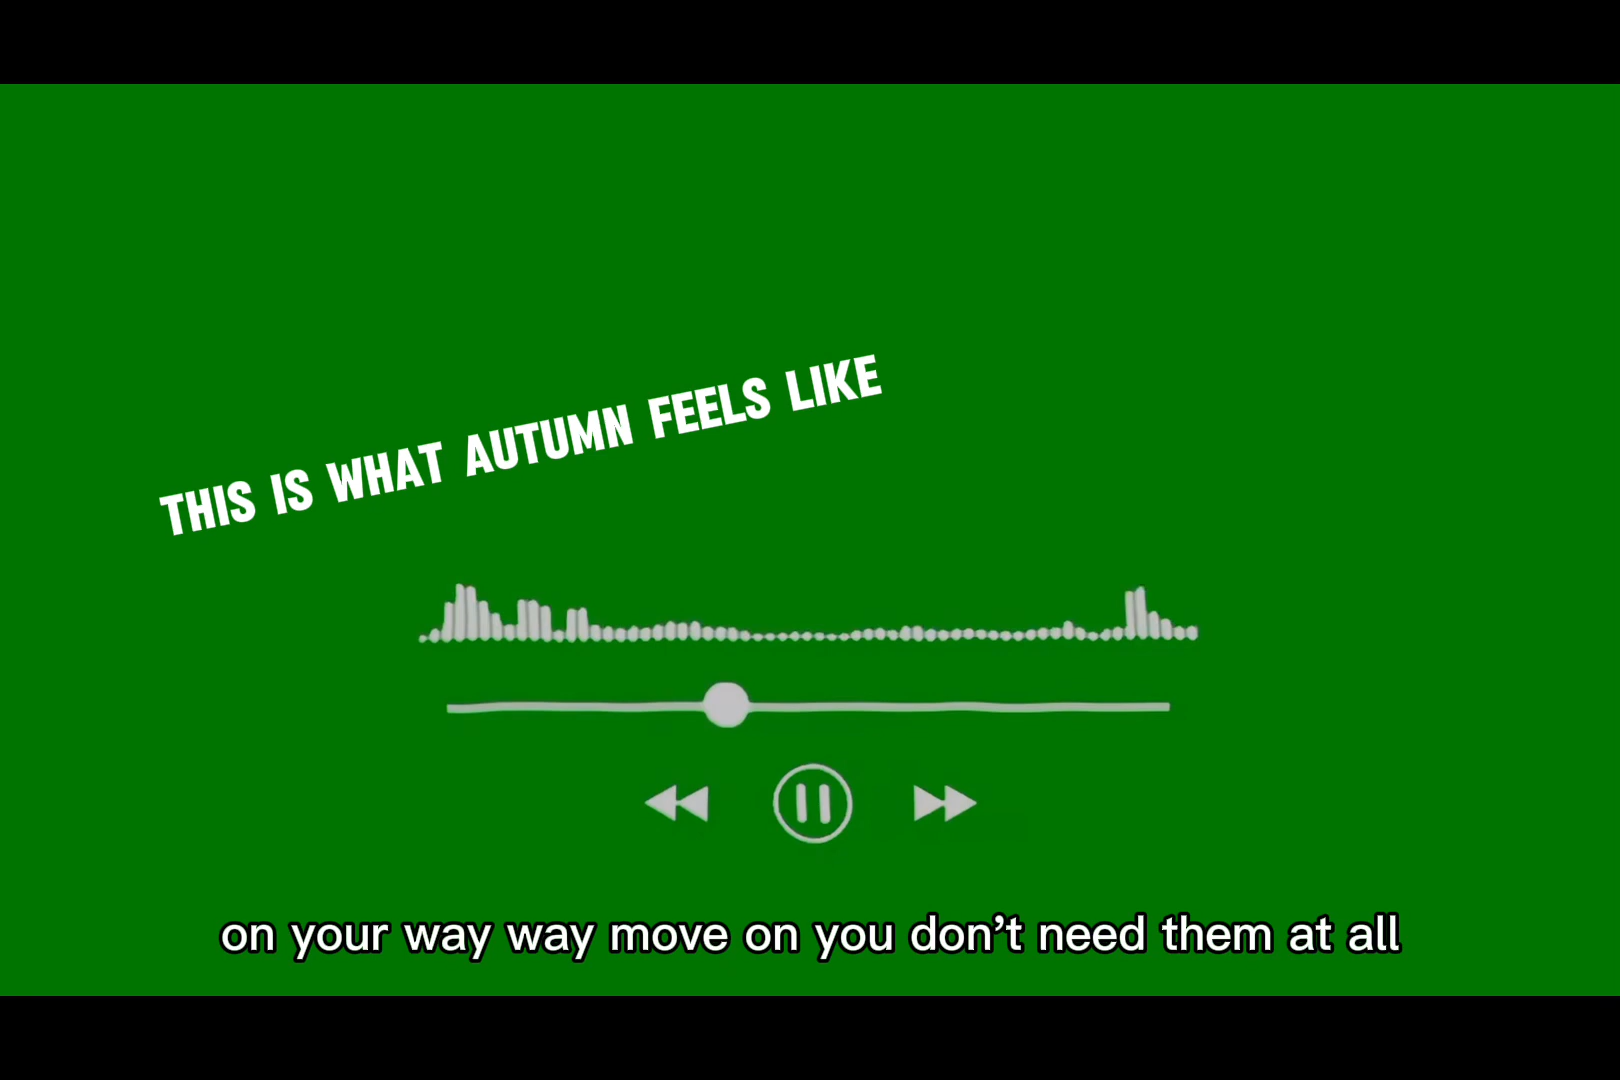 THIS IS WHAT AUTUMN FEELS LIKE
on your way way move on you don’t need them at all